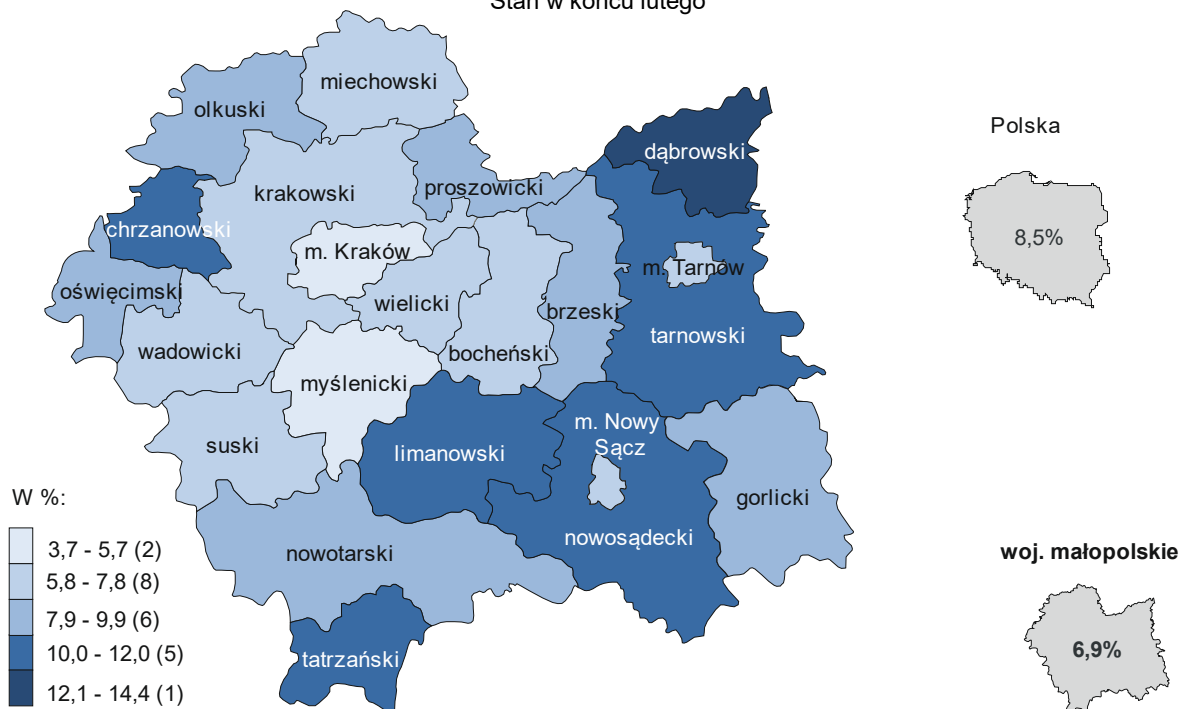 Stan w końcu lutego
miechowski
olkuski
Polska
dąbrowski
krakowski
proszowicki
chrzanowski
8,5%
m. Kraków
m. Tarnów
oświęcimski
wielicki
brzeski
tarnowski
wadowicki
bocheński
myślenicki
m. Nowy
Sącz
suski
limanowski
gorlicki
W %:
nowosądecki
3,7 - 5,7 (2)
nowotarski
woj. małopolskie
5,8 - 7,8 (8)
7,9 - 9,9 (6)
10,0 - 12,0 (5)
6,9%
tatrzański
12,1 - 14,4 (1)